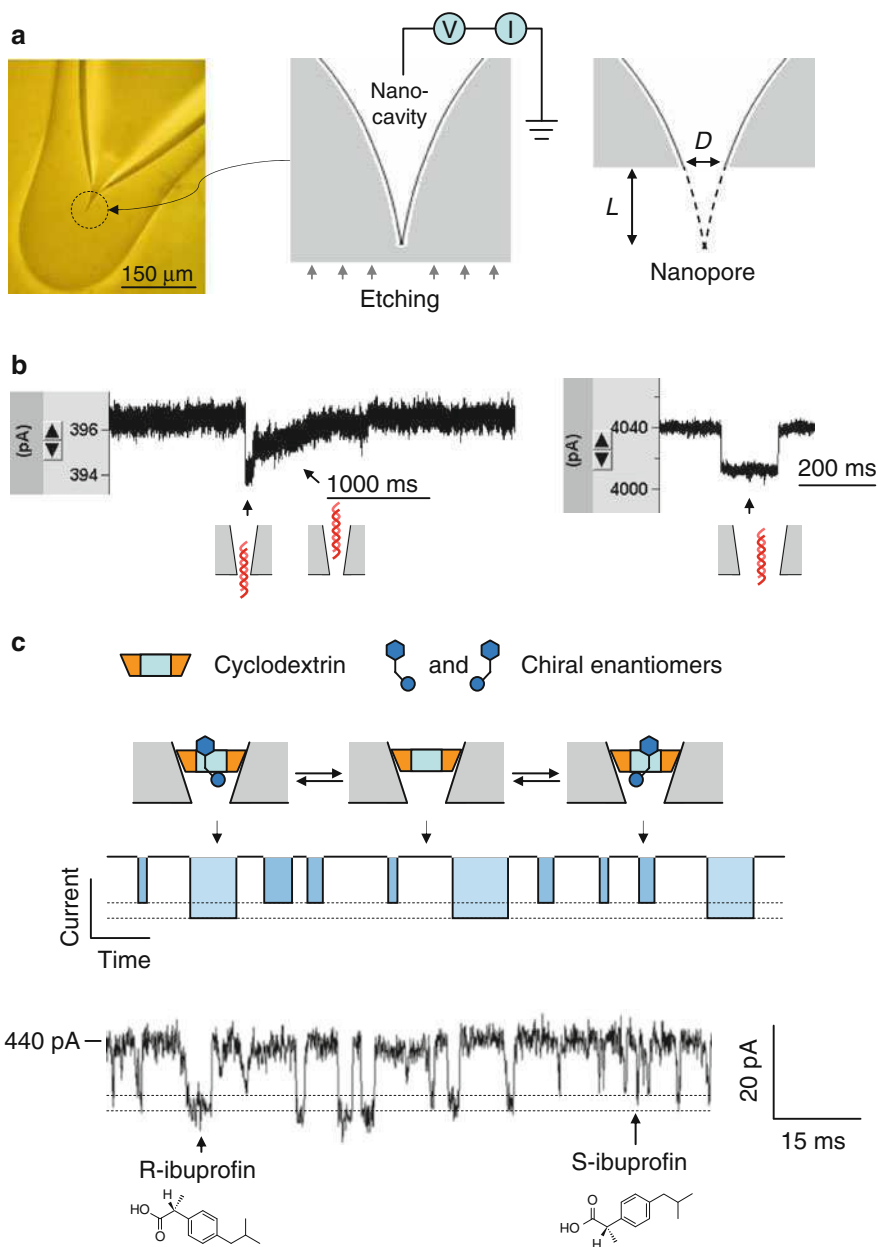 a
V
I
Nano-
cavity
D
L
150 μm
Etching
Nanopore
b
(pA)
396
394
1000 ms
(pA)
4040
4000
200 ms
c
Cyclodextrin
and
Chiral enantiomers
Current
Time
440 pA
20 pA
15 ms
R-ibuprofin
S-ibuprofin
H
HO
O
O
HO
H